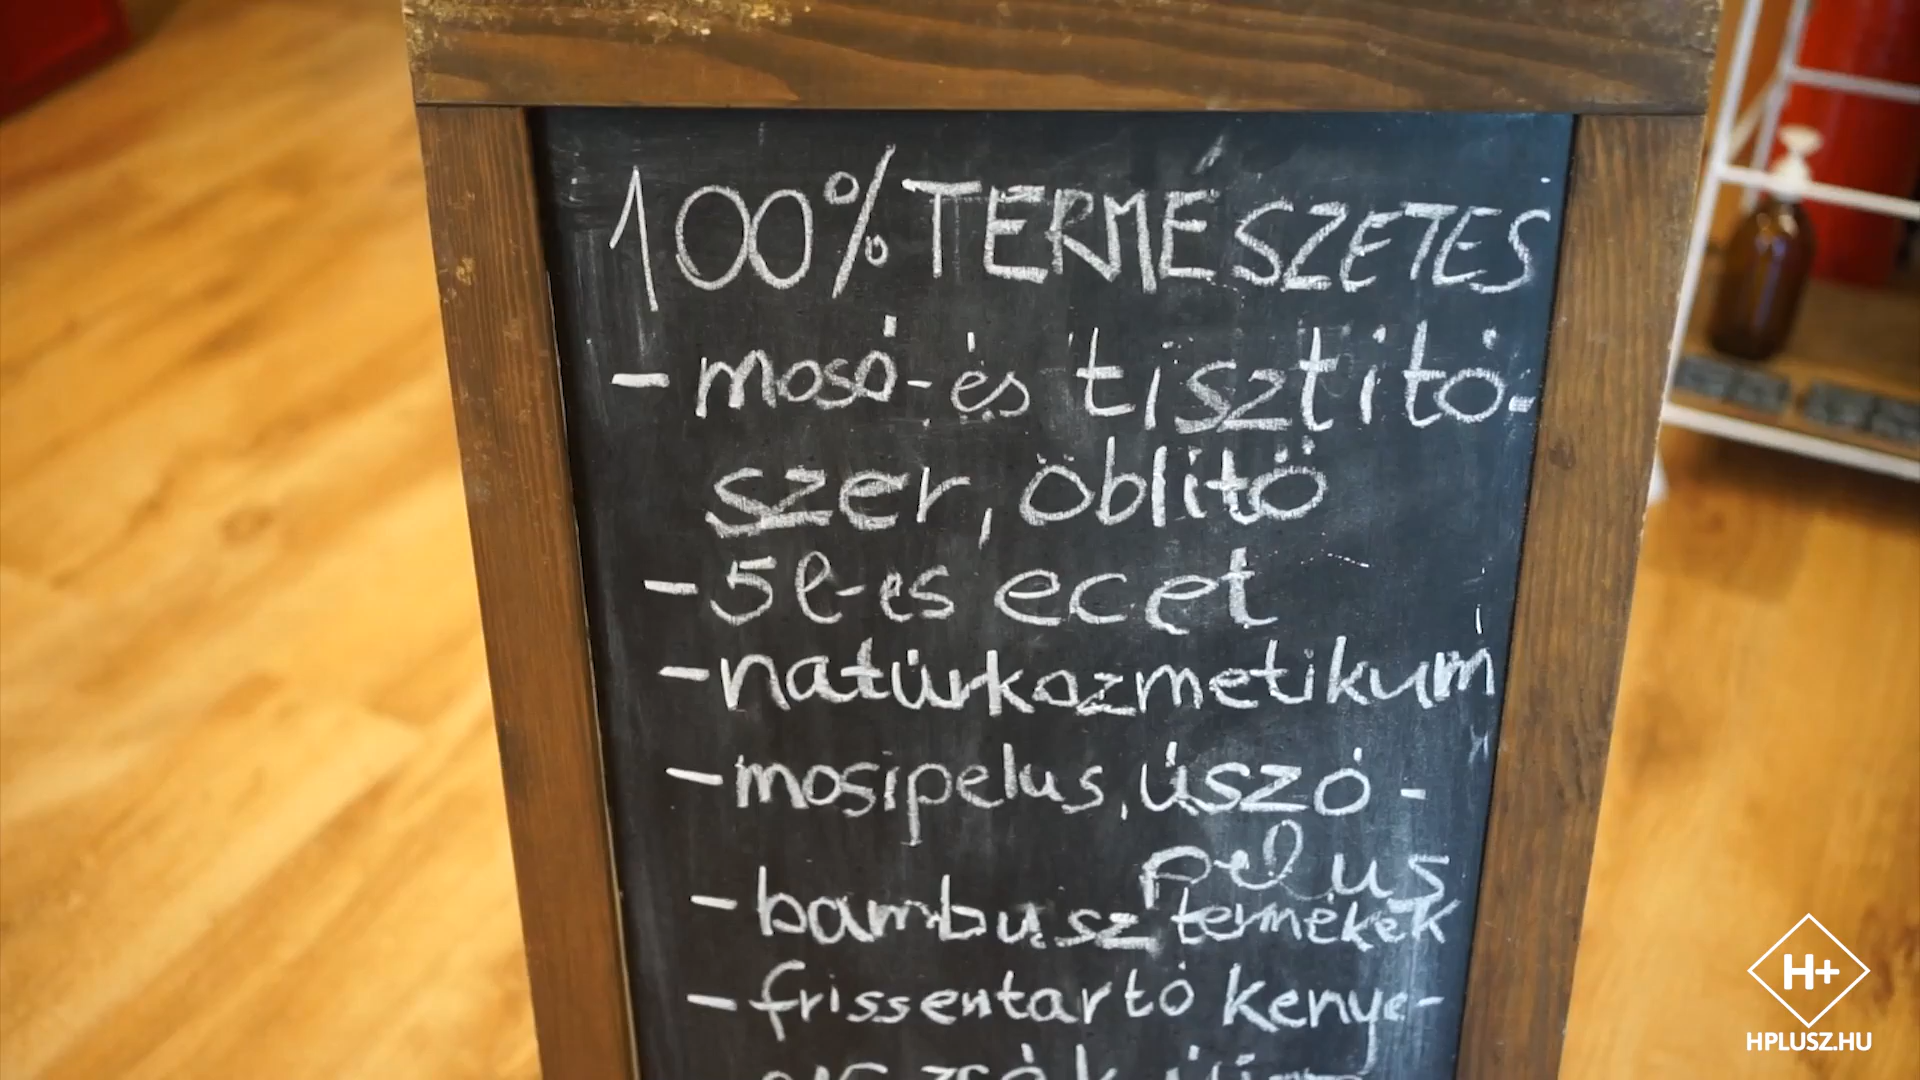 100% TERMÉSZETES
- mosó- és tisztító-
szer, öblítö
- 5l-es ecet
- natúrkozmetikum
- mosipelus, úszó-
pelus
- bambusz termékek
- frissentartó kenye-
H+
HPLUSZ.HU